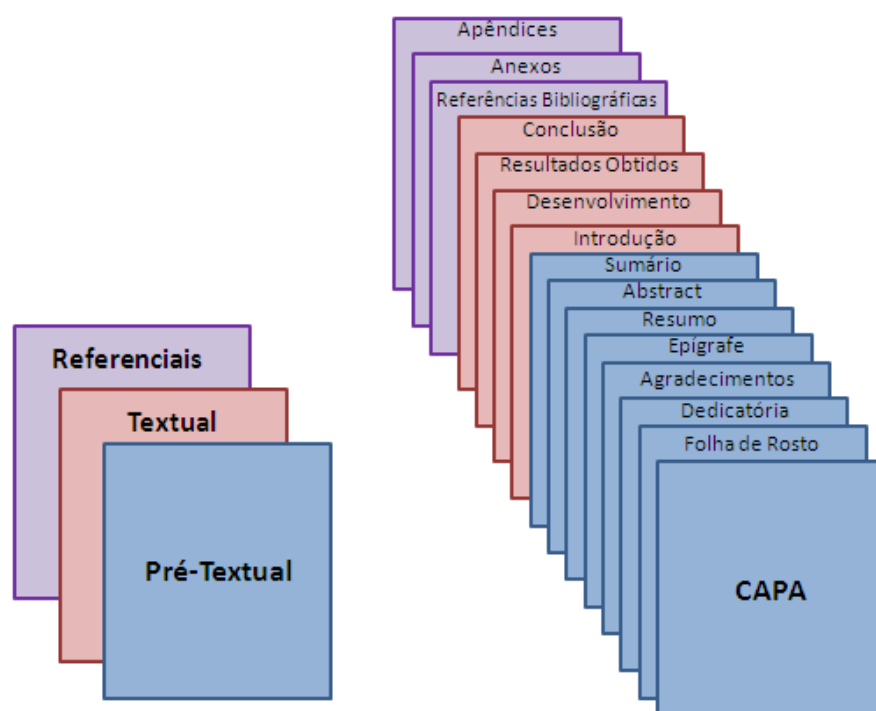 Referenciais
Textual
Pré-Textual
Apêndices
Anexos
Referências Bibliográficas
Conclusão
Resultados Obtidos
Desenvolvimento
Introdução
Sumário
Abstract
Resumo
Epígrafe
Agradecimentos
Dedicatória
Folha de Rosto
CAPA